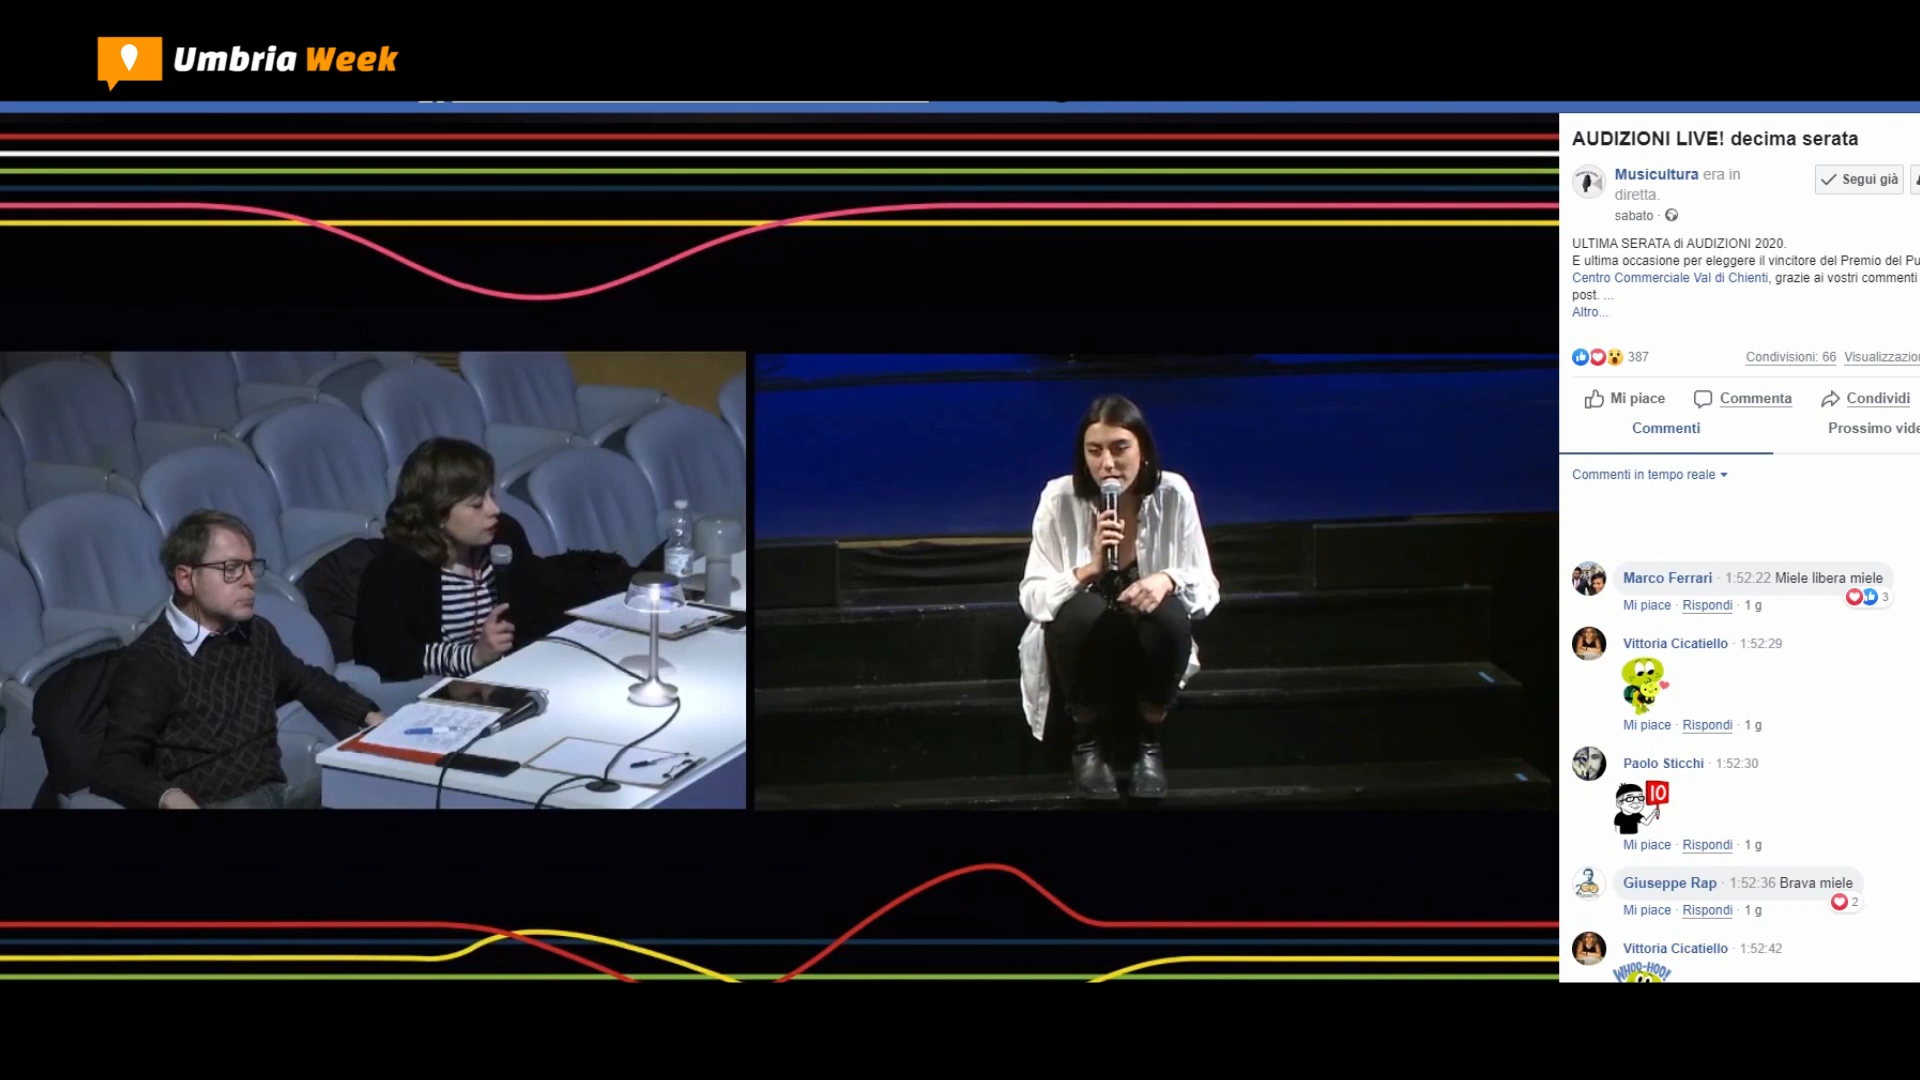 Umbria Week
AUDIZIONI LIVE! decima serata
Musicultura era in
diretta.
Segui già
sabato ·
ULTIMA SERATA di AUDIZIONI 2020.
E ultima occasione per eleggere il vincitore del Premio del Pu
Centro Commerciale Val di Chienti, grazie ai vostri commenti
post. ...
Altro...
387
Condivisioni: 66 Visualizzazion
Mi piace Commenta Condividi
Commenti Prossimo vide
Commenti in tempo reale
Marco Ferrari · 1:52:22 Miele libera miele
3
Mi piace · Rispondi · 1 g
Vittoria Cicatiello · 1:52:29
Mi piace · Rispondi · 1 g
Paolo Sticchi · 1:52:30
10
Mi piace · Rispondi · 1 g
Giuseppe Rap · 1:52:36 Brava miele
2
Mi piace · Rispondi · 1 g
Vittoria Cicatiello · 1:52:42
WHOO-HOO!